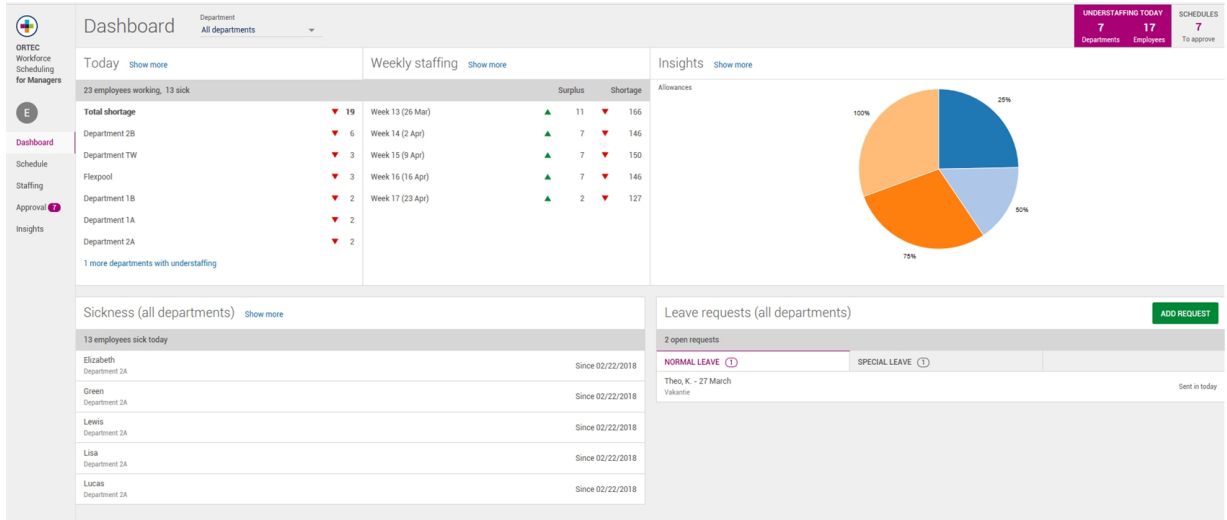 ORTEC
Workforce
Scheduling
for Managers
E
Dashboard
Schedule
Staffing
Approval 7
Insights
Dashboard
Department
All departments
UNDERSTAFFING TODAY
7 17
Departments Employees
SCHEDULES
7
To approve
Today Show more
23 employees working, 13 sick
Total shortage 19
Department 2B 6
Department TW 3
Flexpool 3
Department 1B 2
Department 1A 2
Department 2A 2
1 more departments with understaffing
Weekly staffing Show more
Surplus Shortage
Week 13 (26 Mar) 11 166
Week 14 (2 Apr) 7 146
Week 15 (9 Apr) 7 150
Week 16 (16 Apr) 7 146
Week 17 (23 Apr) 2 127
Insights Show more
Allowances
100%
25%
50%
75%
Sickness (all departments) Show more
13 employees sick today
Elizabeth
Department 2A
Since 02/22/2018
Green
Department 2A
Since 02/22/2018
Lewis
Department 2A
Since 02/22/2018
Lisa
Department 2A
Since 02/22/2018
Lucas
Department 2A
Since 02/22/2018
Leave requests (all departments)
ADD REQUEST
2 open requests
NORMAL LEAVE 1
SPECIAL LEAVE 1
Theo, K. - 27 March
Vakantie
Sent in today